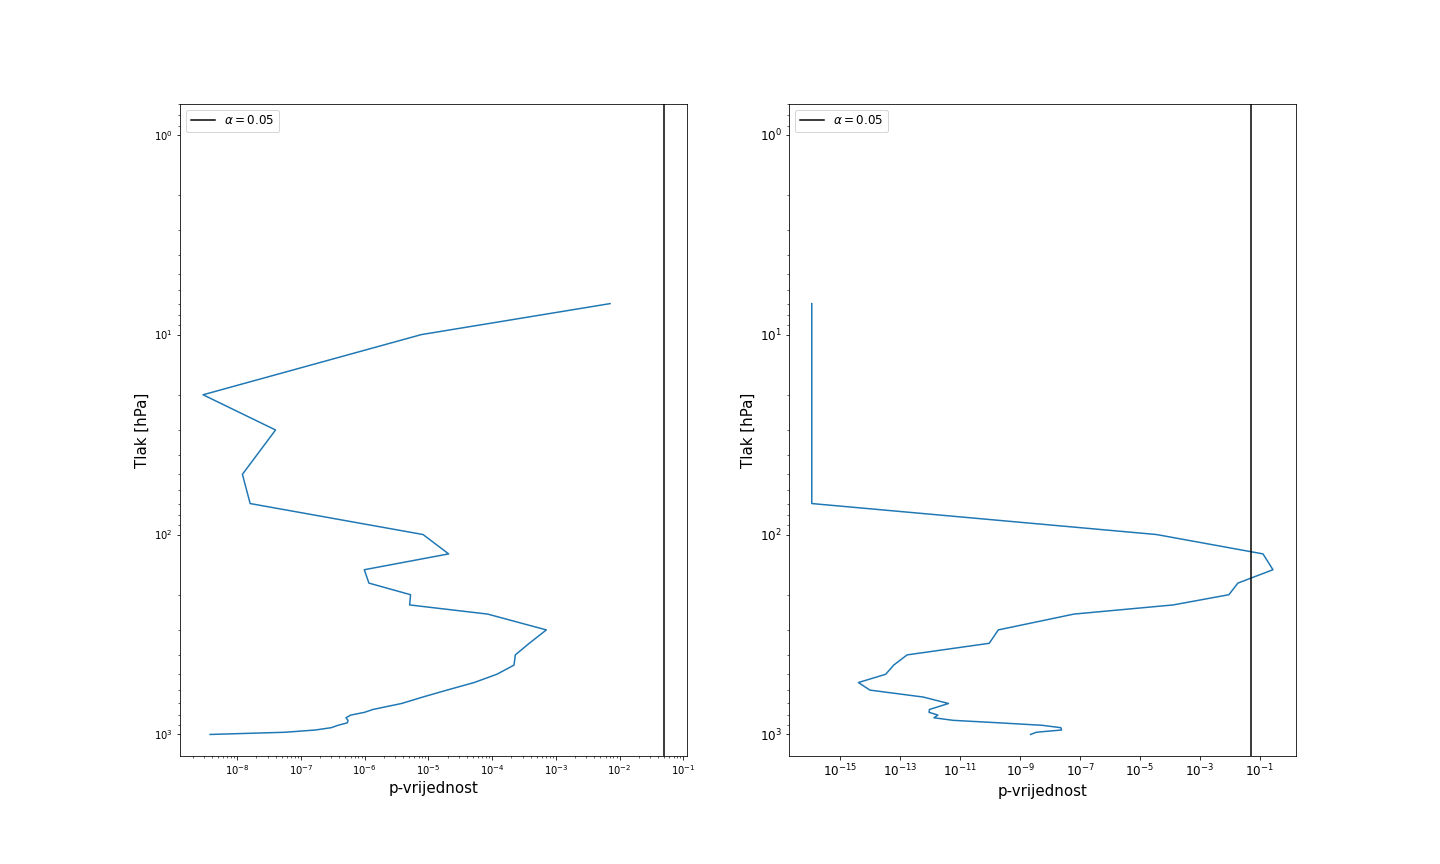 α = 0.05
10⁰
10¹
10²
10³
Tlak [hPa]
10⁻⁸ 10⁻⁷ 10⁻⁶ 10⁻⁵ 10⁻⁴ 10⁻³ 10⁻² 10⁻¹
p-vrijednost
α = 0.05
10⁰
10¹
10²
10³
Tlak [hPa]
10⁻¹⁵ 10⁻¹³ 10⁻¹¹ 10⁻⁹ 10⁻⁷ 10⁻⁵ 10⁻³ 10⁻¹
p-vrijednost